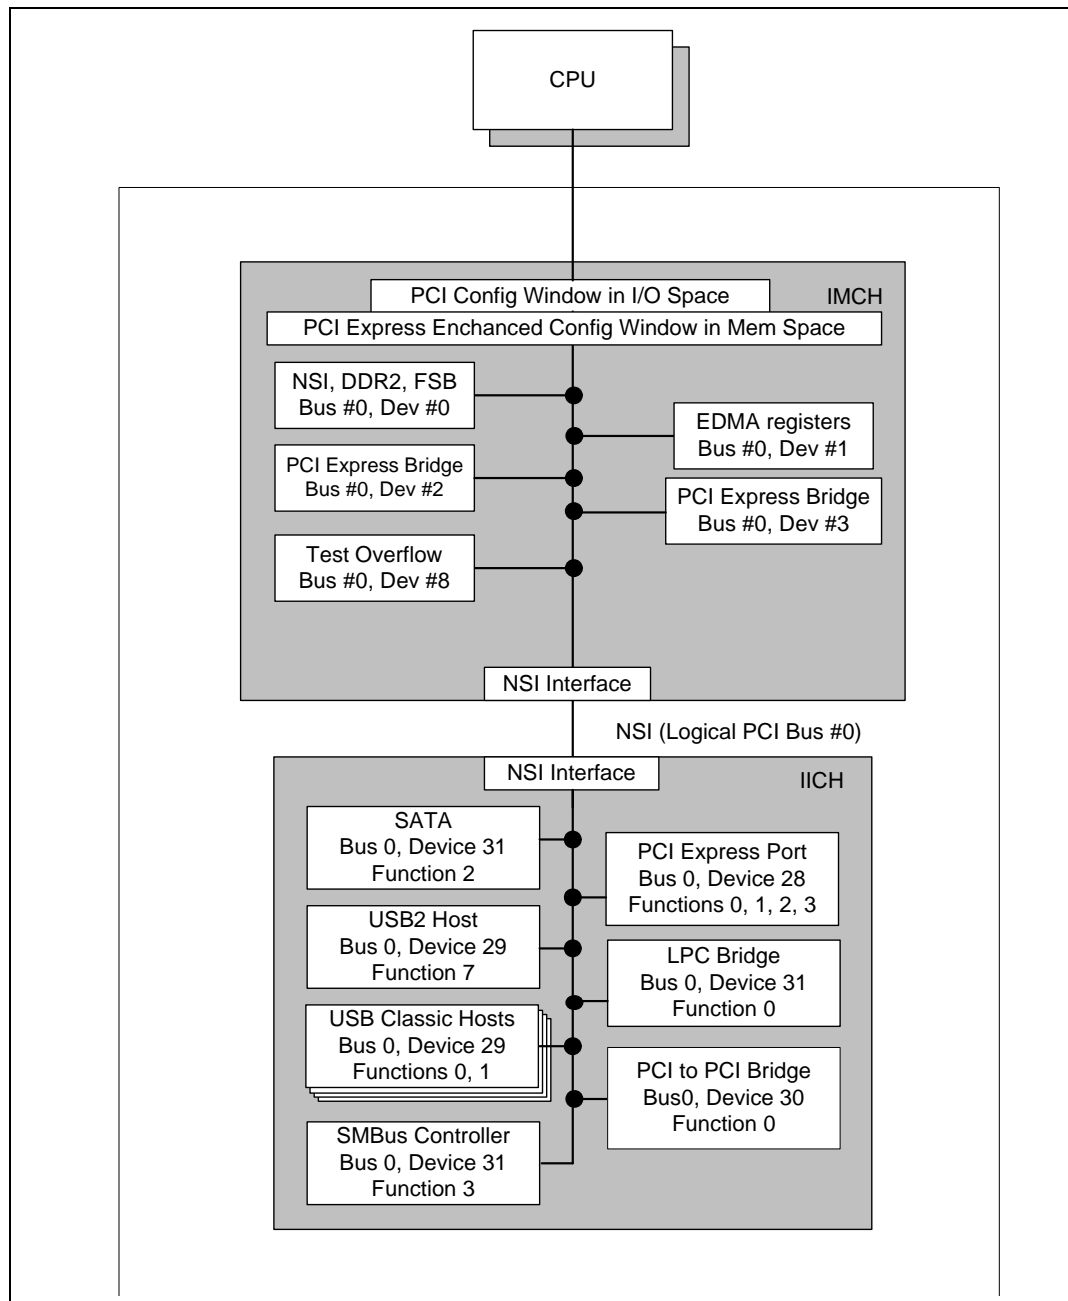 CPU
PCI Config Window in I/O Space
IMCH
PCI Express Enchanced Config Window in Mem Space
NSI, DDR2, FSB
Bus #0, Dev #0
EDMA registers
Bus #0, Dev #1
PCI Express Bridge
Bus #0, Dev #2
PCI Express Bridge
Bus #0, Dev #3
Test Overflow
Bus #0, Dev #8
NSI Interface
NSI (Logical PCI Bus #0)
NSI Interface
IICH
SATA
Bus 0, Device 31
Function 2
PCI Express Port
Bus 0, Device 28
Functions 0, 1, 2, 3
USB2 Host
Bus 0, Device 29
Function 7
LPC Bridge
Bus 0, Device 31
Function 0
USB Classic Hosts
Bus 0, Device 29
Functions 0, 1
PCI to PCI Bridge
Bus0, Device 30
Function 0
SMBus Controller
Bus 0, Device 31
Function 3